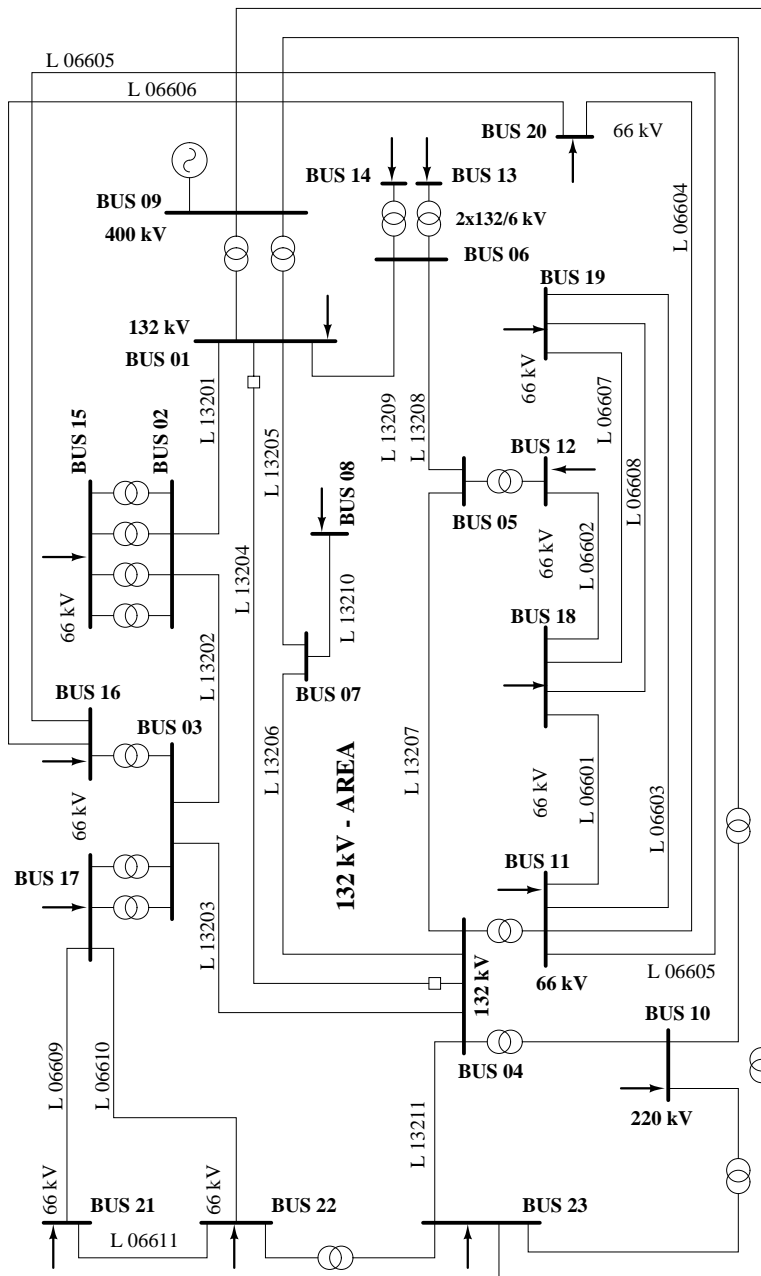 L 06605
L 06606
BUS 20
66 kV
BUS 14
BUS 13
L 06604
BUS 09
400 kV
2x132/6 kV
BUS 06
BUS 19
132 kV
BUS 01
66 kV
L 06607
L 13201
L 13205
L 13209
L 13208
BUS 15
BUS 02
BUS 12
L 06608
BUS 08
BUS 05
66 kV
L 06602
L 13204
L 13210
66 kV
BUS 18
L 13202
BUS 16
BUS 07
BUS 03
L 13206
L 13207
66 kV
L 06601
L 06603
66 kV
132 kV - AREA
BUS 11
BUS 17
L 13203
132 kV
66 kV
L 06605
BUS 10
L 06609
L 06610
BUS 04
L 13211
220 kV
66 kV
BUS 21
66 kV
BUS 22
BUS 23
L 06611